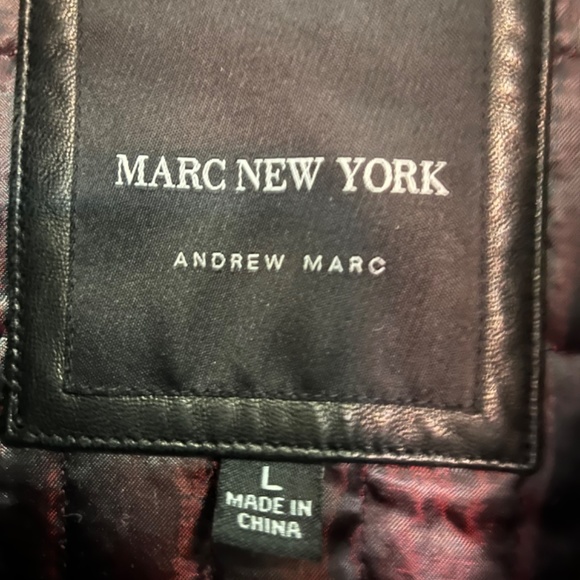 MARC NEW YORK
ANDREW MARC
L
MADE IN
CHINA